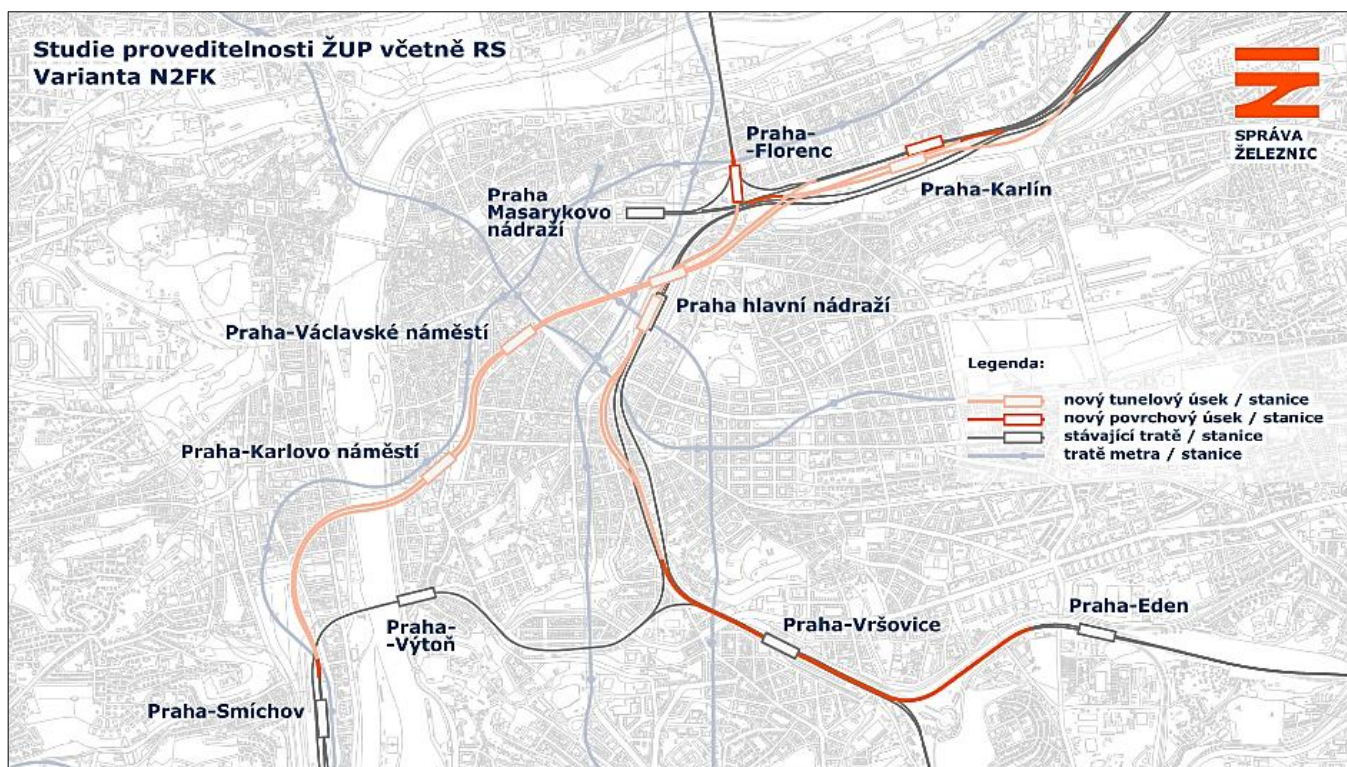 Studie proveditelnosti ŽUP včetně RS
Varianta N2FK
SPRÁVA
ŽELEZNIC
Praha-
-Florenc
Praha-Karlín
Praha
Masarykovo
nádraží
Praha hlavní nádraží
Praha-Václavské náměstí
Legenda:
nový tunelový úsek / stanice
nový povrchový úsek / stanice
stávající tratě / stanice
tratě metra / stanice
Praha-Karlovo náměstí
Praha-Eden
Praha-Vršovice
Praha-
-Výtoň
Praha-Smíchov